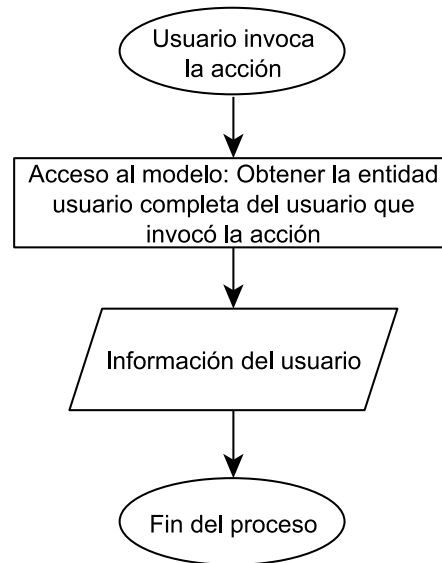 Usuario invoca
la acción
Acceso al modelo: Obtener la entidad
usuario completa del usuario que
invocó la acción
Información del usuario
Fin del proceso